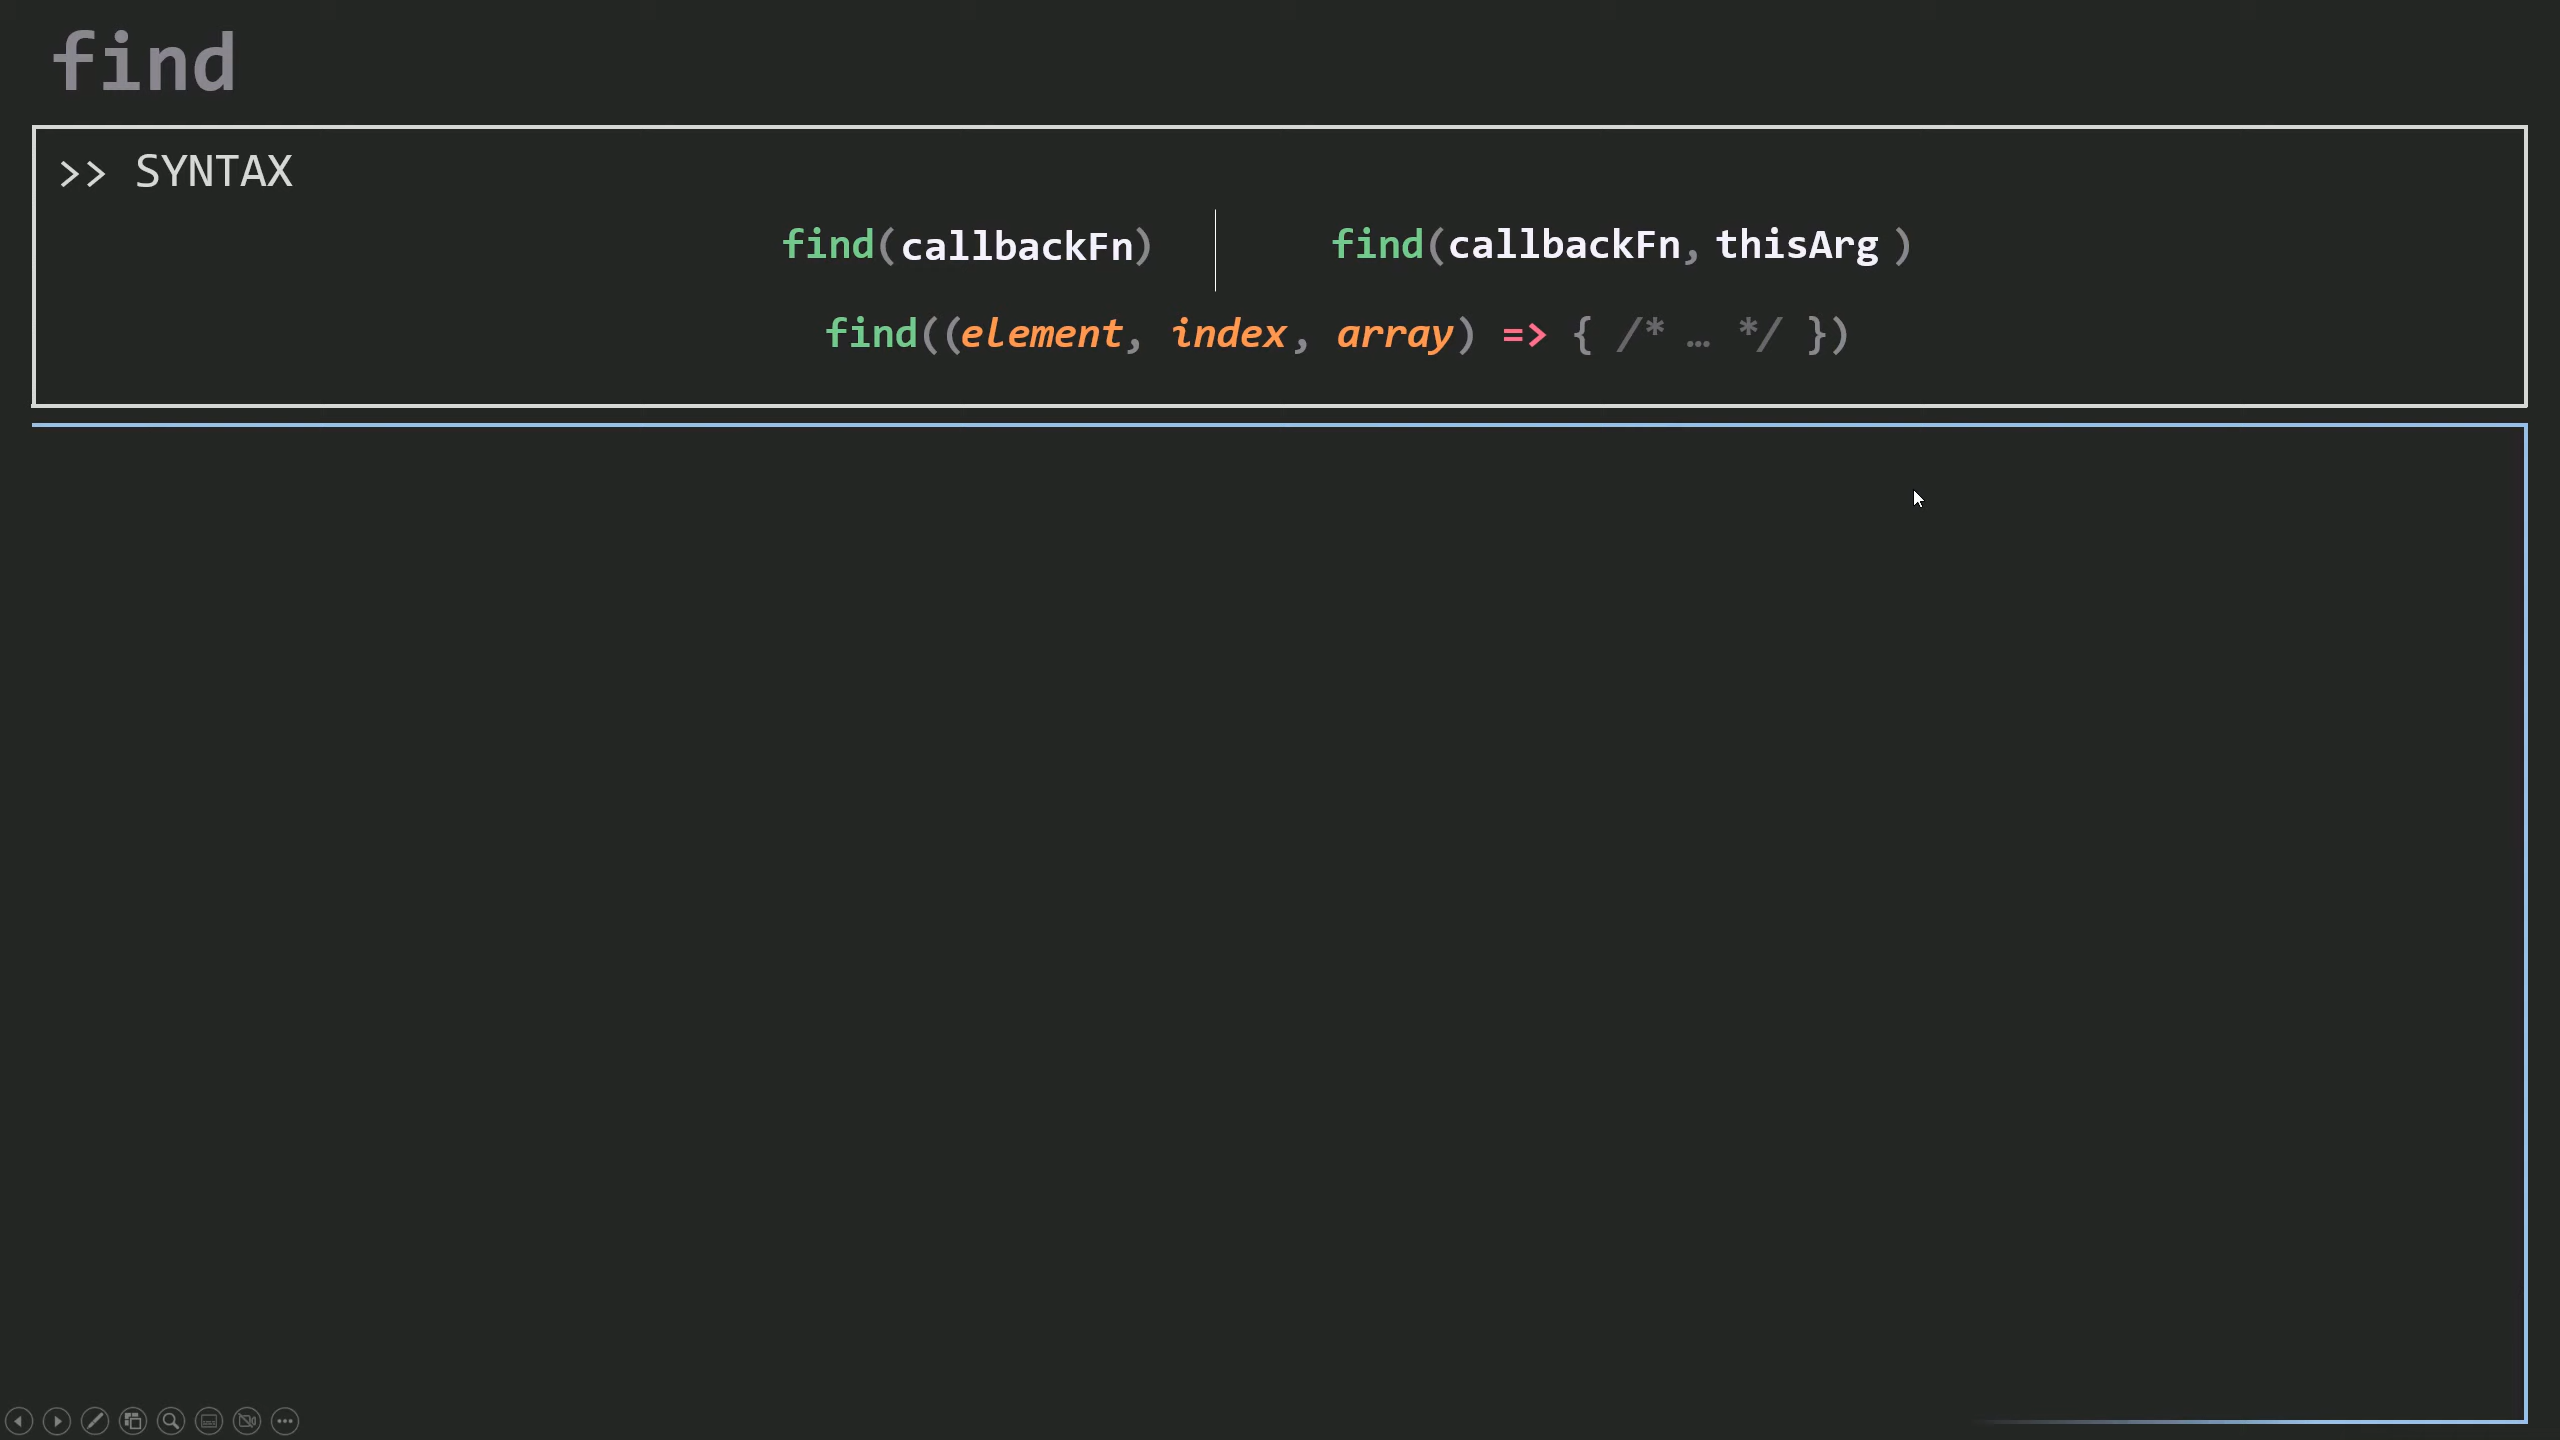 find
>> SYNTAX
find(callbackFn)
find(callbackFn, thisArg )
find((element, index, array) => { /* … */ })